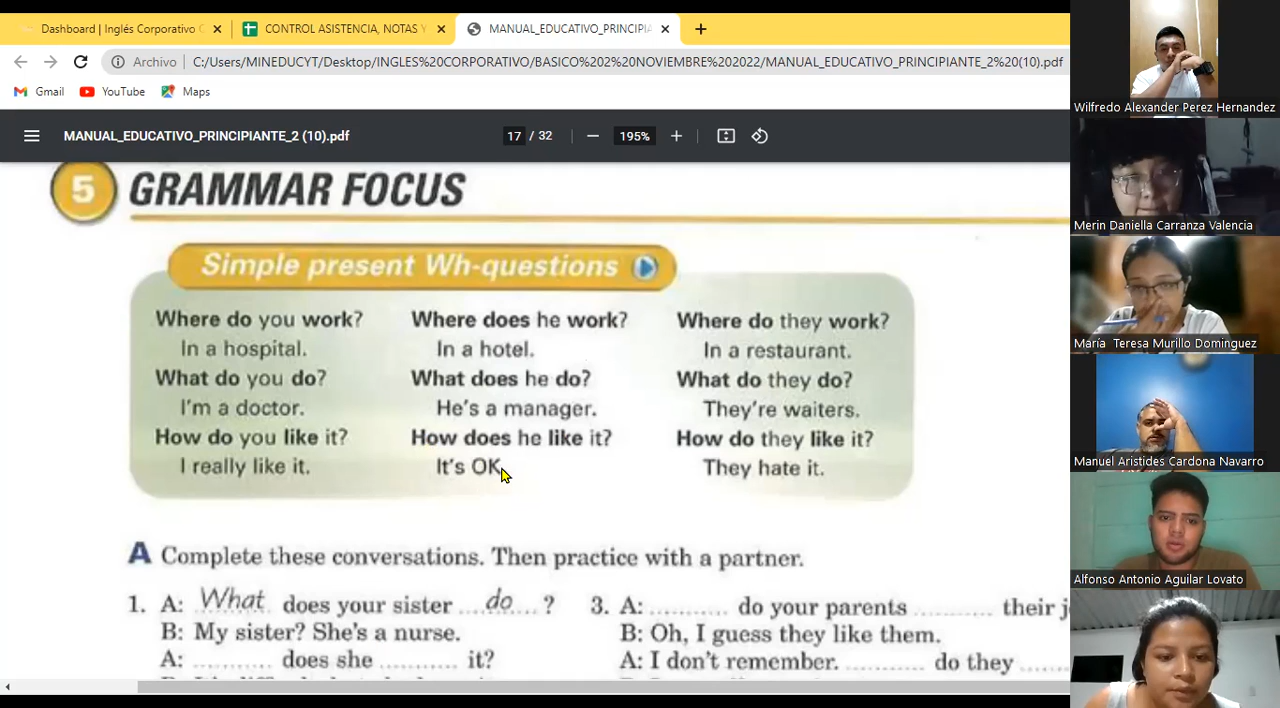 Dashboard | Inglés Corporativo
CONTROL ASISTENCIA, NOTAS Y
MANUAL_EDUCATIVO_PRINCIPIA
Archivo
C:/Users/MINEDUCYT/Desktop/INGLES%20CORPORATIVO/BASICO%202%20NOVIEMBRE%202022/MANUAL_EDUCATIVO_PRINCIPIANTE_2%20(10).pdf
Gmail
YouTube
Maps
MANUAL_EDUCATIVO_PRINCIPIANTE_2 (10).pdf
17 / 32
195%
5 GRAMMAR FOCUS
Simple present Wh-questions
Where do you work?
In a hospital.
What do you do?
I'm a doctor.
How do you like it?
I really like it.
Where does he work?
In a hotel.
What does he do?
He's a manager.
How does he like it?
It's OK
Where do they work?
In a restaurant.
What do they do?
They're waiters.
How do they like it?
They hate it.
A Complete these conversations. Then practice with a partner.
1. A: What does your sister do ?
B: My sister? She's a nurse.
A: .......... does she .......... it?
3. A: .......... do your parents .......... their j
B: Oh, I guess they like them.
A: I don't remember. .......... do they ......
Wilfredo Alexander Perez Hernandez
Merin Daniella Carranza Valencia
María Teresa Murillo Dominguez
Manuel Aristides Cardona Navarro
Alfonso Antonio Aguilar Lovato